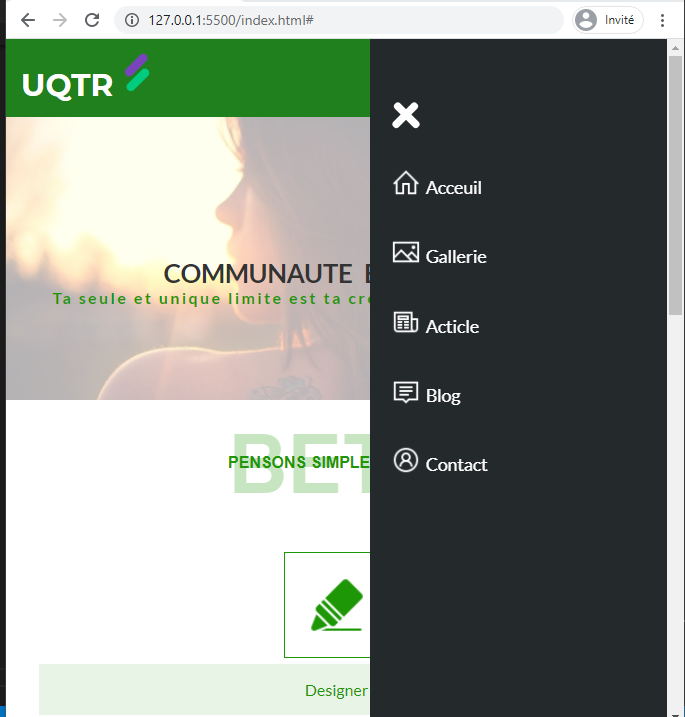 127.0.0.1:5500/index.html#
Invité
UQTR
Acceuil
Gallerie
Acticle
Blog
Contact
COMMUNAUTE
Ta seule et unique limite est ta
BET
PENSONS SIMPLE
Designer